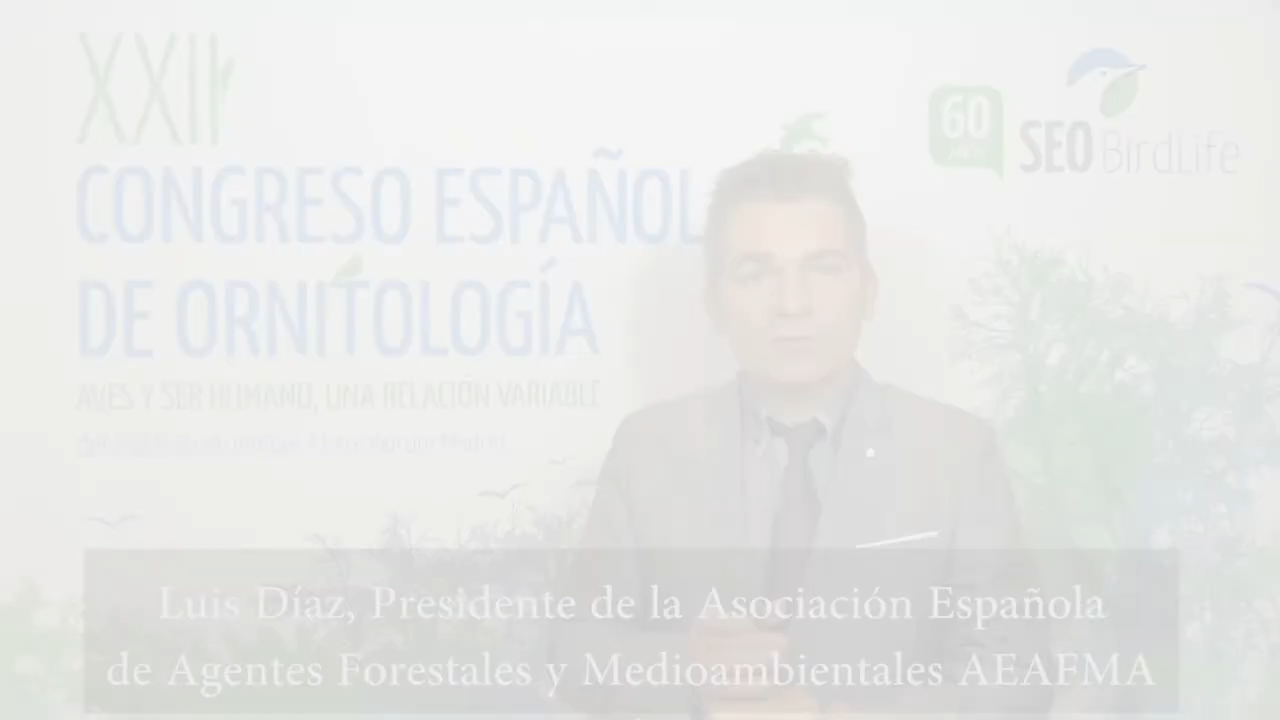 XXII
CONGRESO ESPAÑOL
DE ORNITOLOGÍA
AVES Y SER HUMANO, UNA RELACIÓN VARIABLE
60
SEO BirdLife
Luis Díaz, Presidente de la Asociación Española
de Agentes Forestales y Medioambientales AEAFMA